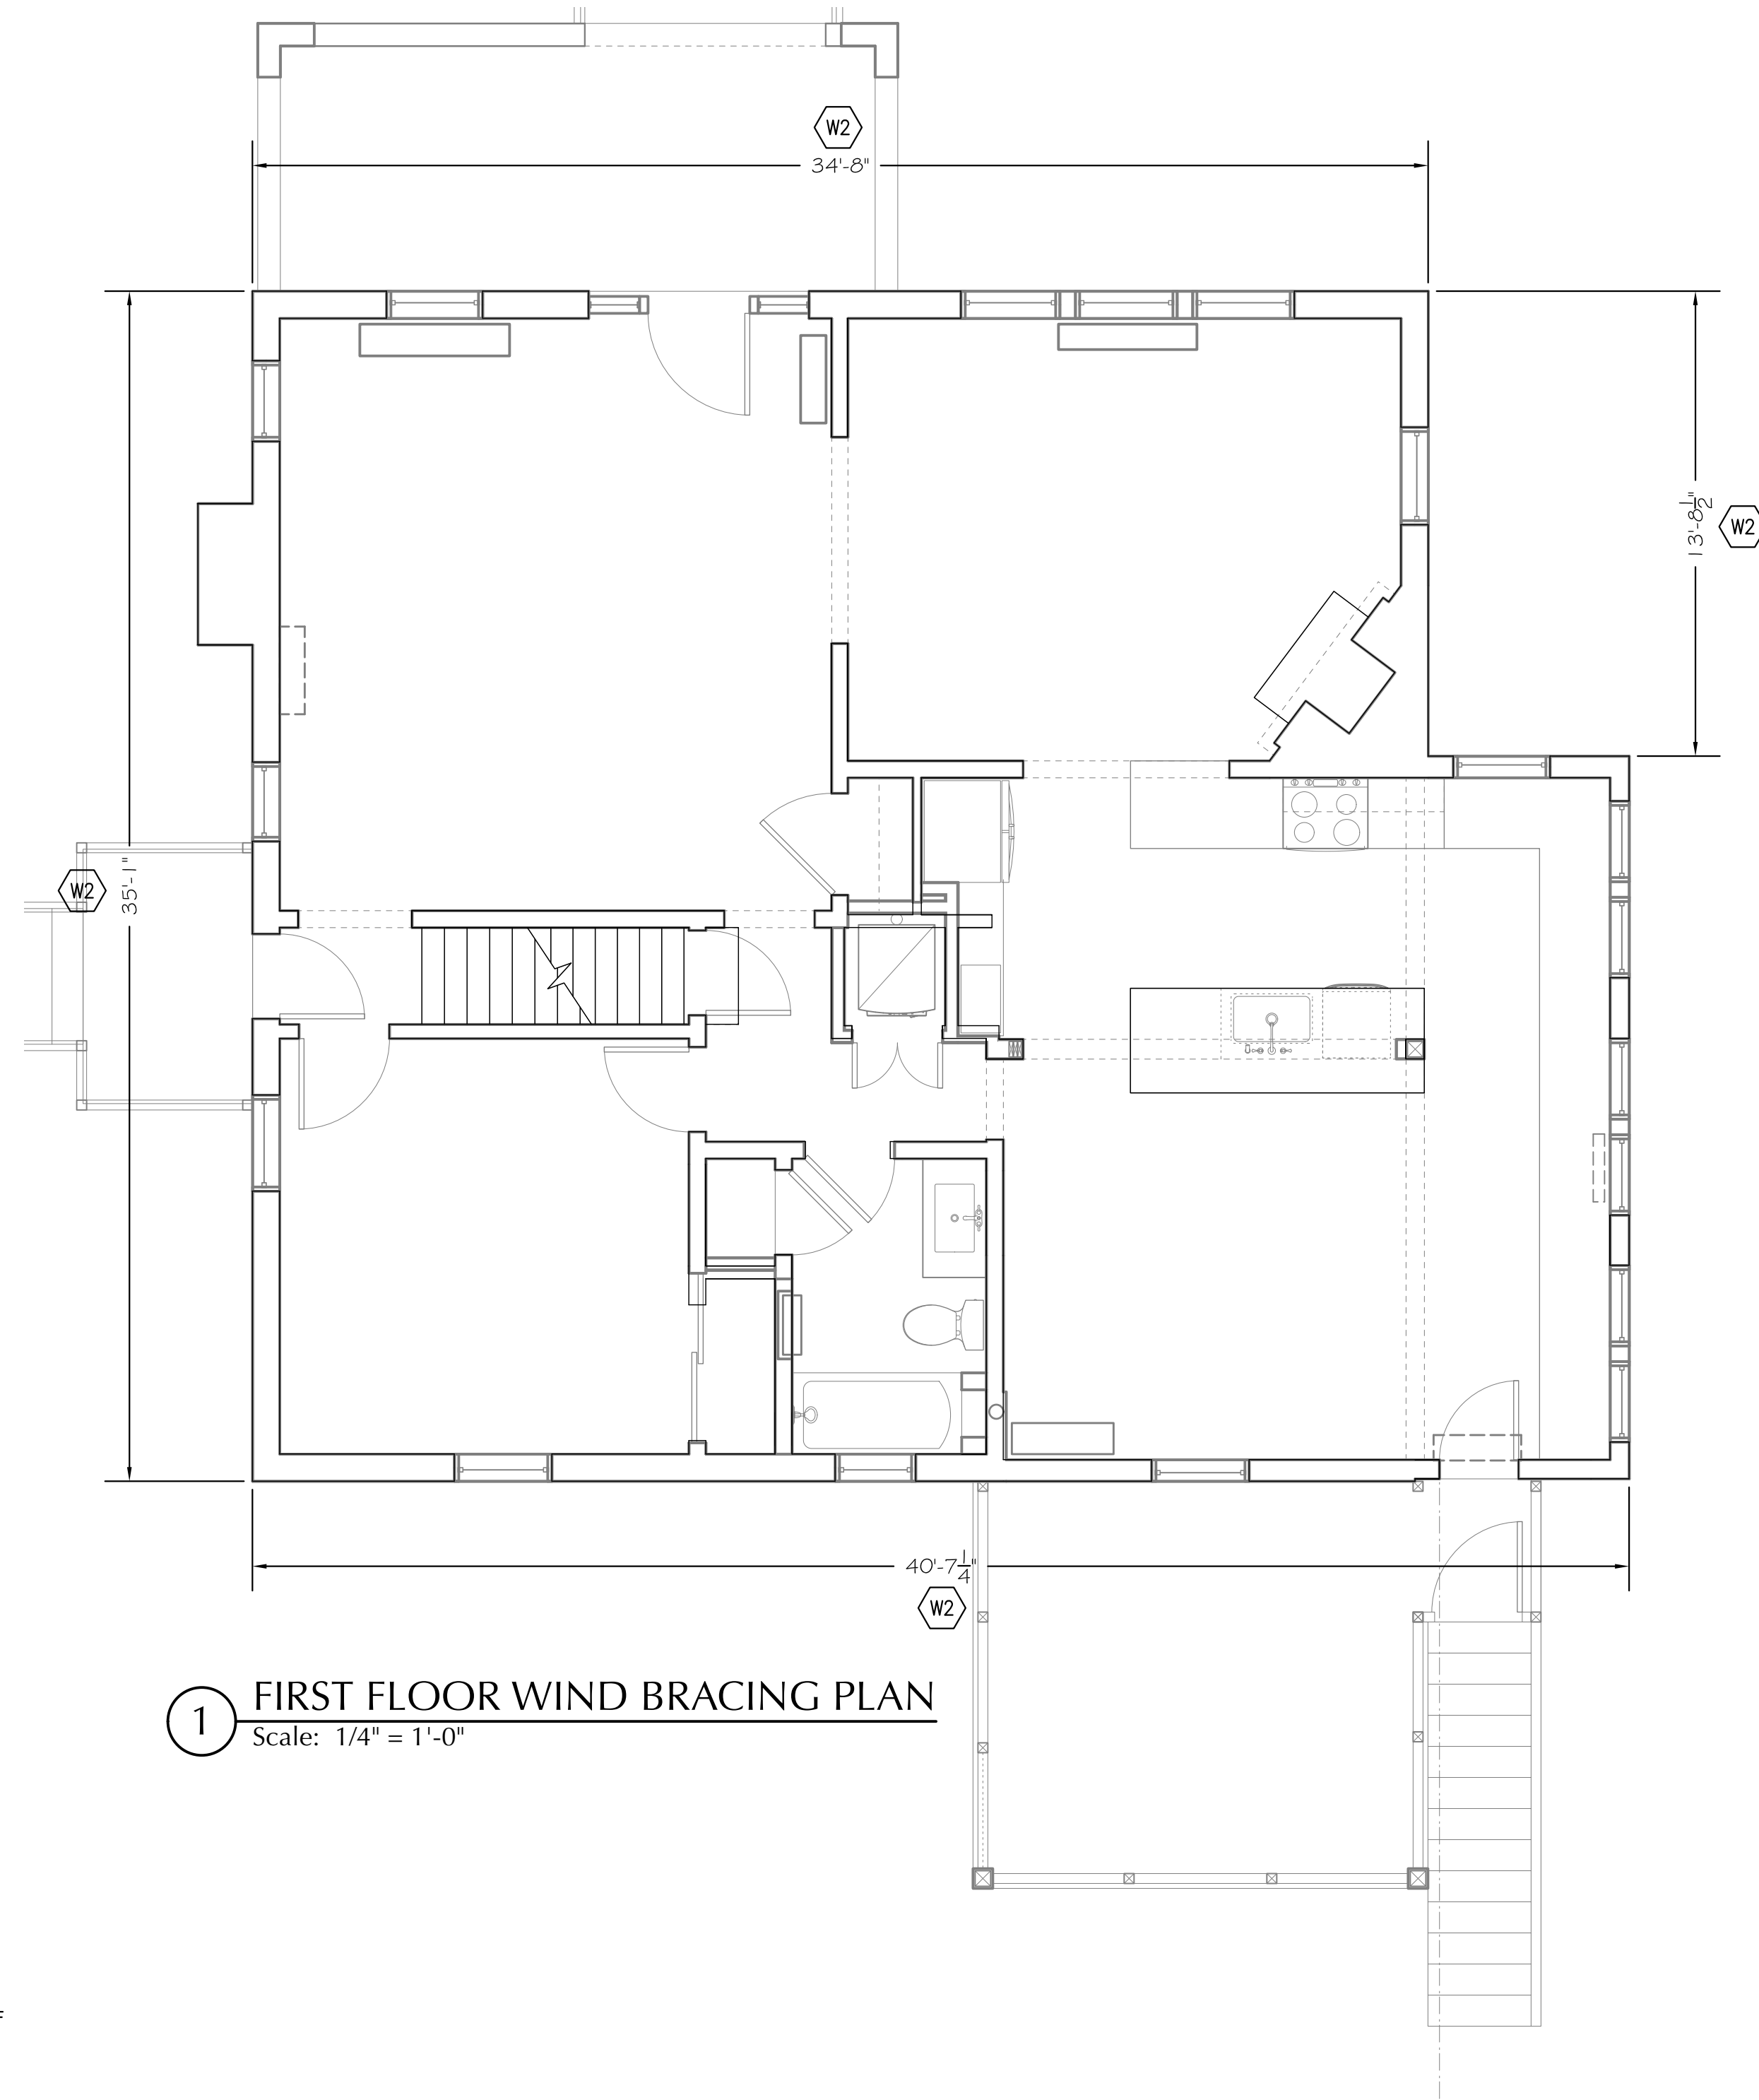 W2
34'-8"
13'-8 1/2"
W2
W2
35'-1"
40'-7 1/4"
W2
1
FIRST FLOOR WIND BRACING PLAN
Scale: 1/4" = 1'-0"